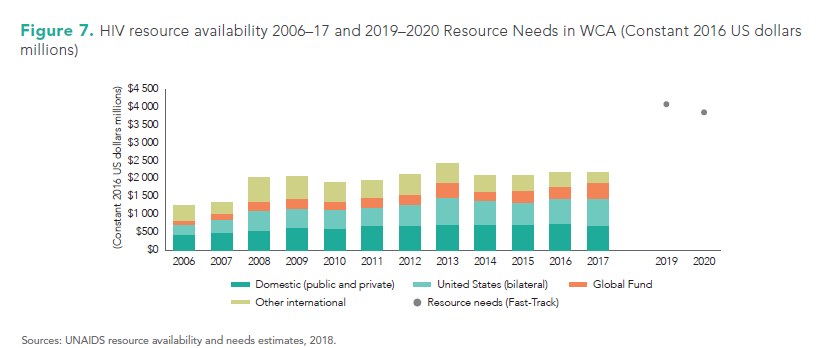 Figure 7. HIV resource availability 2006–17 and 2019–2020 Resource Needs in WCA (Constant 2016 US dollars
millions)
(Constant 2016 US dollars millions)
$4 500
$4 000
$3 500
$3 000
$2 500
$2 000
$1 500
$1 000
$500
$0
2006 2007 2008 2009 2010 2011 2012 2013 2014 2015 2016 2017 2019 2020
Domestic (public and private) United States (bilateral) Global Fund
Other international Resource needs (Fast-Track)
Sources: UNAIDS resource availability and needs estimates, 2018.